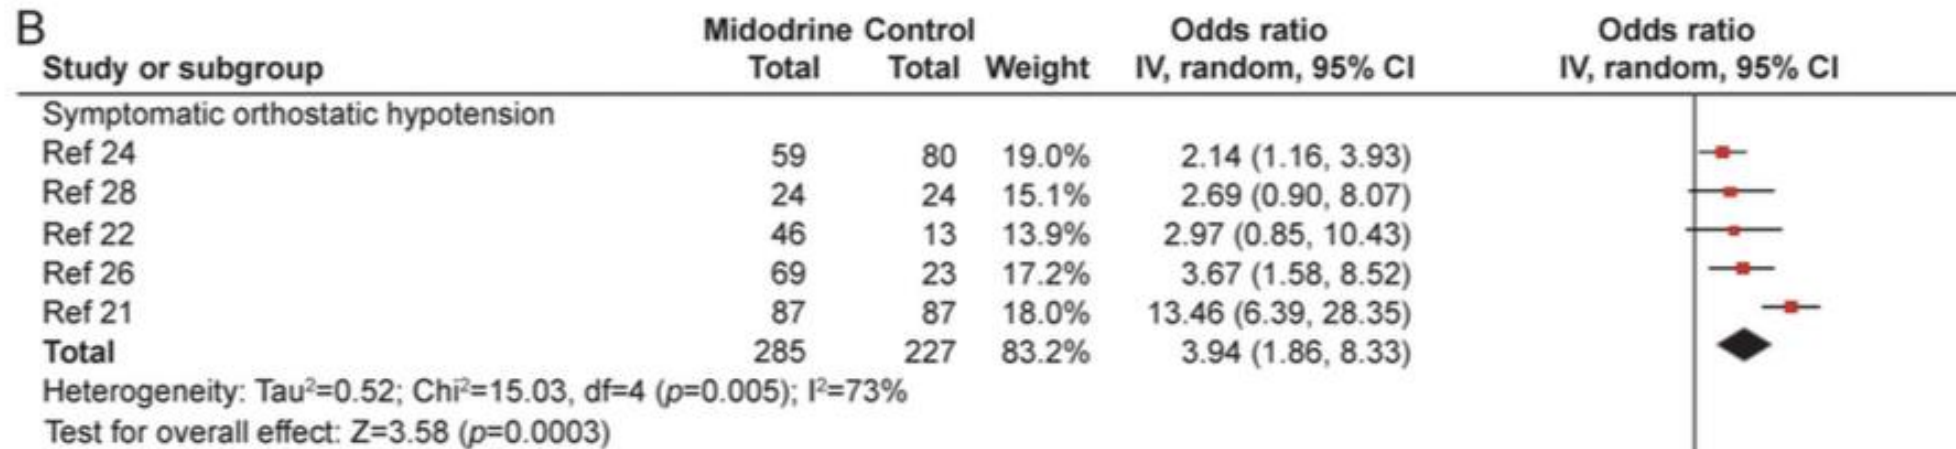 B
Midodrine Control Odds ratio Odds ratio
Study or subgroup Total Total Weight IV, random, 95% CI IV, random, 95% CI
Symptomatic orthostatic hypotension
Ref 24 59 80 19.0% 2.14 (1.16, 3.93)
Ref 28 24 24 15.1% 2.69 (0.90, 8.07)
Ref 22 46 13 13.9% 2.97 (0.85, 10.43)
Ref 26 69 23 17.2% 3.67 (1.58, 8.52)
Ref 21 87 87 18.0% 13.46 (6.39, 28.35)
Total 285 227 83.2% 3.94 (1.86, 8.33)
Heterogeneity: Tau²=0.52; Chi²=15.03, df=4 (p=0.005); I²=73%
Test for overall effect: Z=3.58 (p=0.0003)